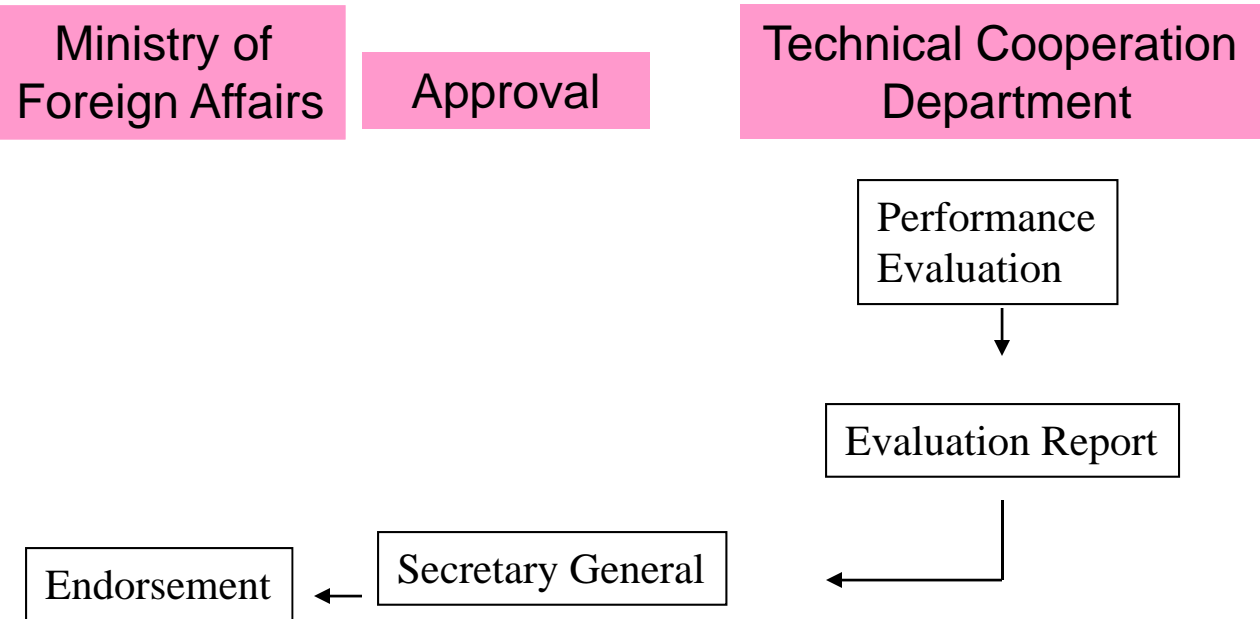 Ministry of
Foreign Affairs
Approval
Technical Cooperation
Department
Performance
Evaluation
Evaluation Report
Secretary General
Endorsement